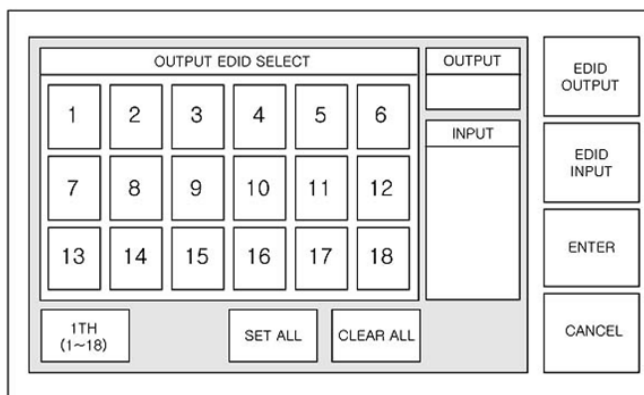 OUTPUT EDID SELECT
OUTPUT
1 2 3 4 5 6
INPUT
7 8 9 10 11 12
13 14 15 16 17 18
1TH
(1~18)
SET ALL
CLEAR ALL
EDID
OUTPUT
EDID
INPUT
ENTER
CANCEL